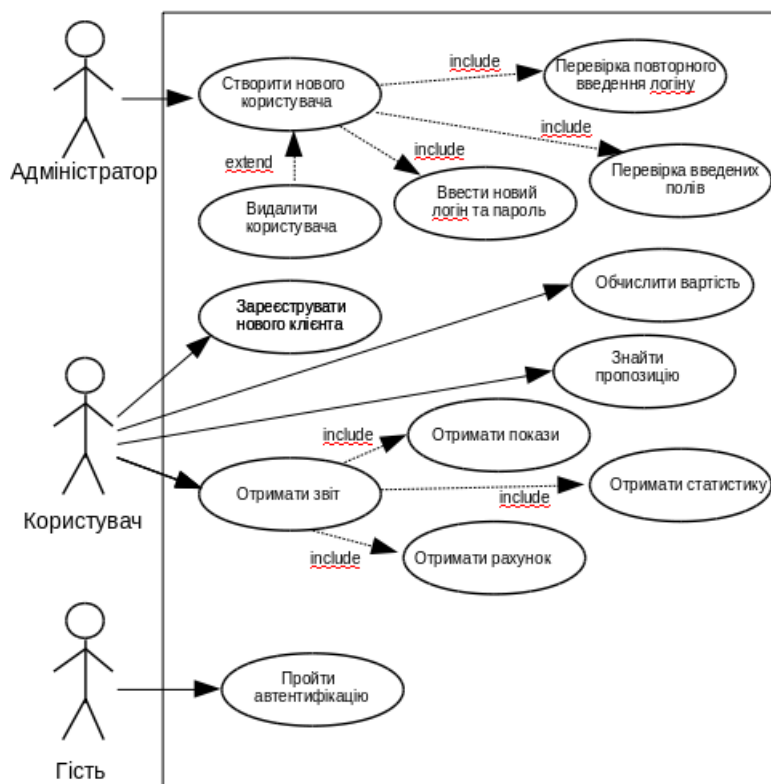 include
Створити нового
користувача
Перевірка повторного
введення логіну
include
Адміністратор
extend
include
Перевірка введених
полів
Видалити
користувача
Ввести новий
логін та пароль
Обчислити вартість
Зареєструвати
нового клієнта
Знайти
пропозицію
include
Отримати покази
Користувач
Отримати звіт
include
Отримати статистику
include
Отримати рахунок
Пройти
автентифікацію
Гість